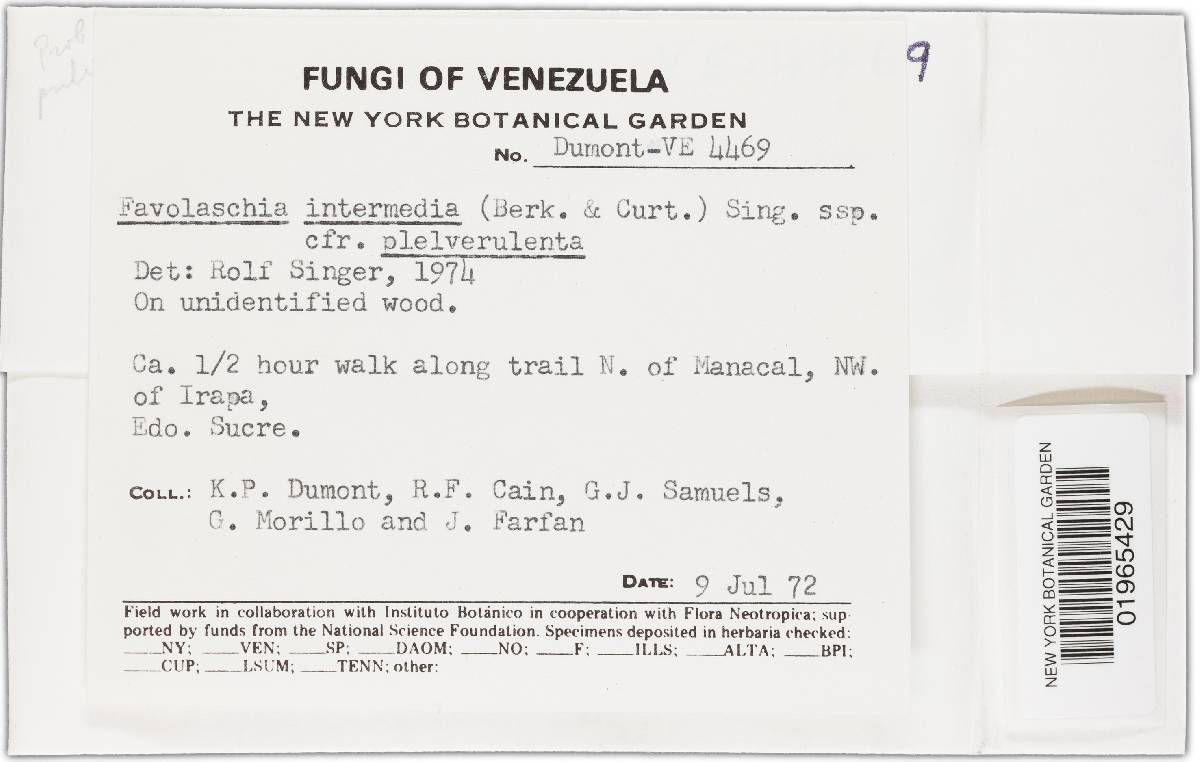 9
FUNGI OF VENEZUELA
THE NEW YORK BOTANICAL GARDEN
No. Dumont-VE 4469
Favolaschia intermedia (Berk. & Curt.) Sing. ssp.
cfr. plelverulenta
Det: Rolf Singer, 1974
On unidentified wood.
Ca. 1/2 hour walk along trail N. of Manacal, NW.
of Irapa,
Edo. Sucre.
COLL.: K.P. Dumont, R.F. Cain, G.J. Samuels,
G. Morillo and J. Farfan
DATE: 9 Jul 72
Field work in collaboration with Instituto Botánico in cooperation with Flora Neotropica; sup-
ported by funds from the National Science Foundation. Specimens deposited in herbaria checked:
____NY; ____VEN; ____SP; ____DAOM; ____NO; ____F; ____ILLS; ____ALTA; ____BPI;
____CUP; ____LSUM; ____TENN; other:
NEW YORK BOTANICAL GARDEN
01965429